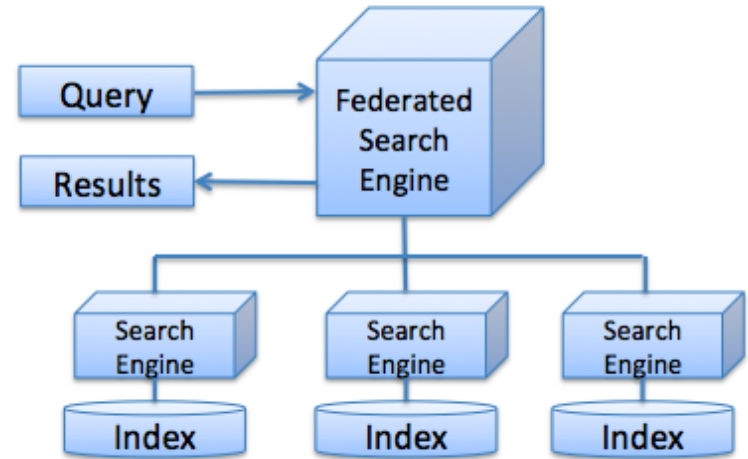 Query
Federated
Search
Engine
Results
Search
Engine
Index
Search
Engine
Index
Search
Engine
Index